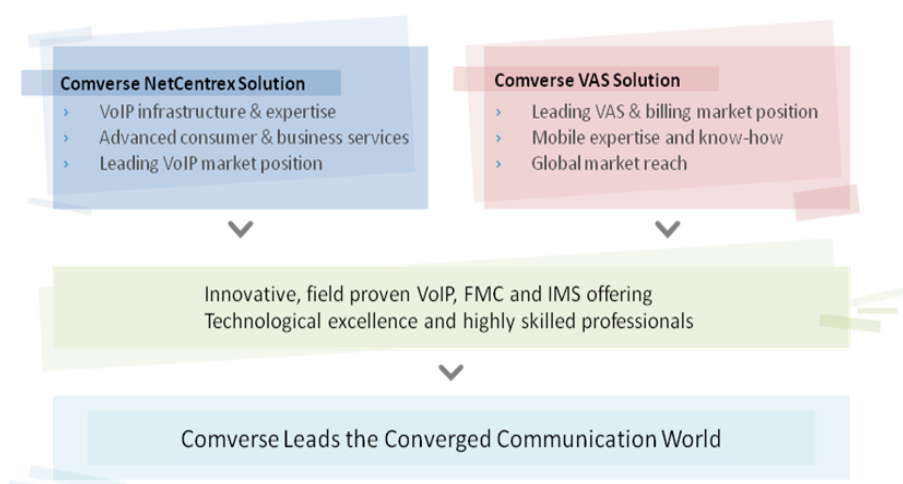 Comverse NetCentrex Solution
› VoIP infrastructure & expertise
› Advanced consumer & business services
› Leading VoIP market position
Comverse VAS Solution
› Leading VAS & billing market position
› Mobile expertise and know-how
› Global market reach
Innovative, field proven VoIP, FMC and IMS offering
Technological excellence and highly skilled professionals
Comverse Leads the Converged Communication World